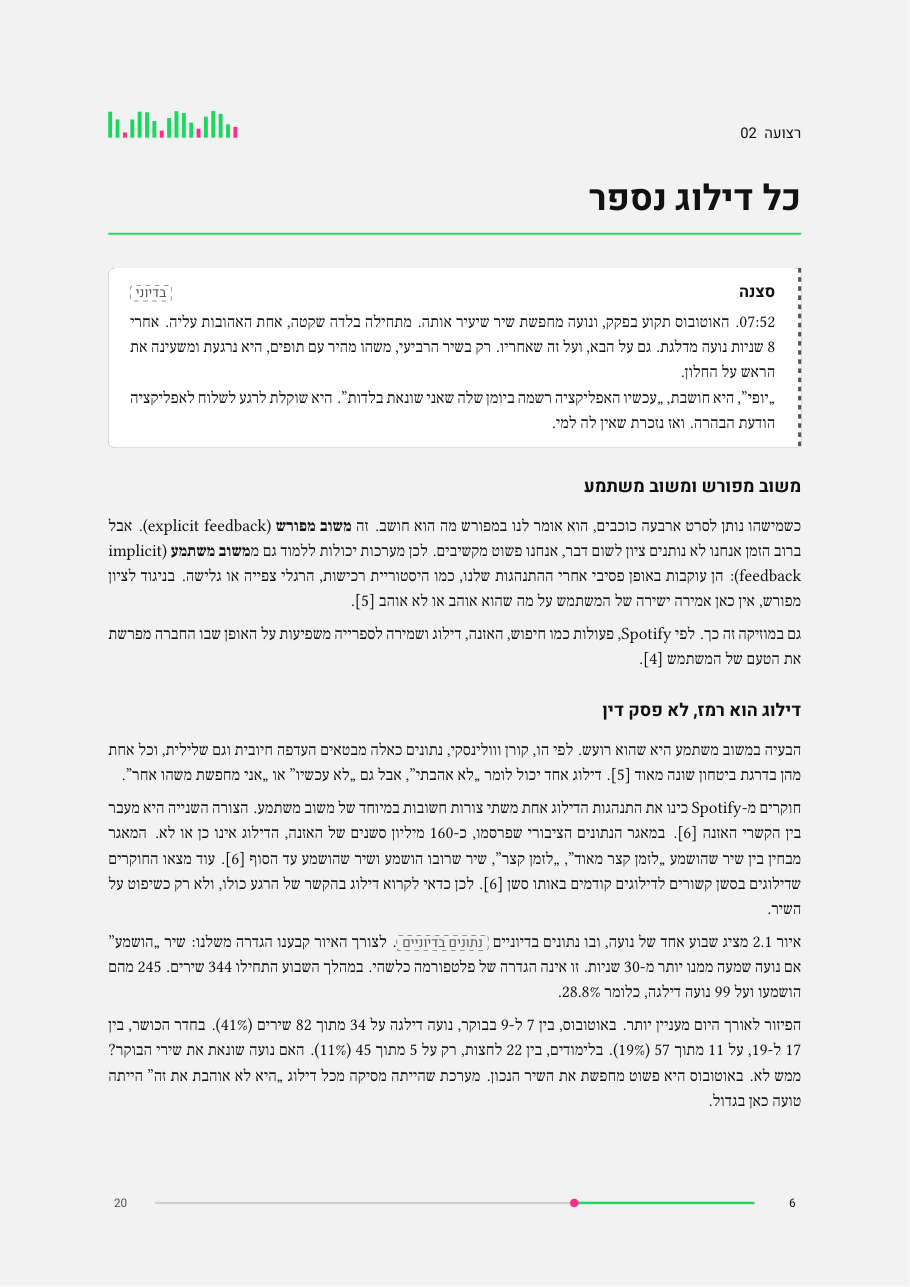 רצועה 02
כל דילוג נספר
סצנה
בדיוני
07:52. האוטובוס תקוע בפקק, ונועה מחפשת שיר שיעיר אותה. מתחילה בלדה שקטה, אחת האהובות עליה. אחרי
8 שניות נועה מדלגת. גם על הבא, ועל זה שאחריו. רק בשיר הרביעי, משהו מהיר עם תופים, היא נרגעת ומשעינה את
הראש על החלון.
„יופי”, היא חושבת, „עכשיו האפליקציה רשמה ביומן שלה שאני שונאת בלדות”. היא שוקלת לרגע לשלוח לאפליקציה
הודעת הבהרה. ואז נזכרת שאין לה למי.
משוב מפורש ומשוב משתמע
כשמישהו נותן לסרט ארבעה כוכבים, הוא אומר לנו במפורש מה הוא חושב. זה משוב מפורש (explicit feedback). אבל
ברוב הזמן אנחנו לא נותנים ציון לשום דבר, אנחנו פשוט מקשיבים. לכן מערכות יכולות ללמוד גם ממשוב משתמע (implicit
feedback): הן עוקבות באופן פסיבי אחרי ההתנהגות שלנו, כמו היסטוריית רכישות, הרגלי צפייה או גלישה. בניגוד לציון
מפורש, אין כאן אמירה ישירה של המשתמש על מה שהוא אוהב או לא אוהב [5].
גם במוזיקה זה כך. לפי Spotify, פעולות כמו חיפוש, האזנה, דילוג ושמירה לספרייה משפיעות על האופן שבו החברה מפרשת
את הטעם של המשתמש [4].
דילוג הוא רמז, לא פסק דין
הבעיה במשוב משתמע היא שהוא רועש. לפי הו, קורן ווולינסקי, נתונים כאלה מבטאים העדפה חיובית וגם שלילית, וכל אחת
מהן בדרגת ביטחון שונה מאוד [5]. דילוג אחד יכול לומר „לא אהבתי”, אבל גם „לא עכשיו” או „אני מחפשת משהו אחר”.
חוקרים מ-Spotify כינו את התנהגות הדילוג אחת משתי צורות חשובות במיוחד של משוב משתמע. הצורה השנייה היא מעבר
בין הקשרי האזנה [6]. במאגר הנתונים הציבורי שפרסמו, כ-160 מיליון סשנים של האזנה, הדילוג אינו כן או לא. המאגר
מבחין בין שיר שהושמע „לזמן קצר מאוד”, „לזמן קצר”, שיר שרובו הושמע ושיר שהושמע עד הסוף [6]. עוד מצאו החוקרים
שדילוגים בסשן קשורים לדילוגים קודמים באותו סשן [6]. לכן כדאי לקרוא דילוג בהקשר של הרגע כולו, ולא רק כשיפוט על
השיר.
איור 2.1 מציג שבוע אחד של נועה, ובו נתונים בדיוניים נתונים בדיוניים. לצורך האיור קבענו הגדרה משלנו: שיר „הושמע”
אם נועה שמעה ממנו יותר מ-30 שניות. זו אינה הגדרה של פלטפורמה כלשהי. במהלך השבוע התחילו 344 שירים. 245 מהם
הושמעו ועל 99 נועה דילגה, כלומר 28.8%.
הפיזור לאורך היום מעניין יותר. באוטובוס, בין 7 ל-9 בבוקר, נועה דילגה על 34 מתוך 82 שירים (41%). בחדר הכושר, בין
17 ל-19, על 11 מתוך 57 (19%). בלימודים, בין 22 לחצות, רק על 5 מתוך 45 (11%). האם נועה שונאת את שירי הבוקר?
ממש לא. באוטובוס היא פשוט מחפשת את השיר הנכון. מערכת שהייתה מסיקה מכל דילוג „היא לא אוהבת את זה” הייתה
טועה כאן בגדול.
6
20